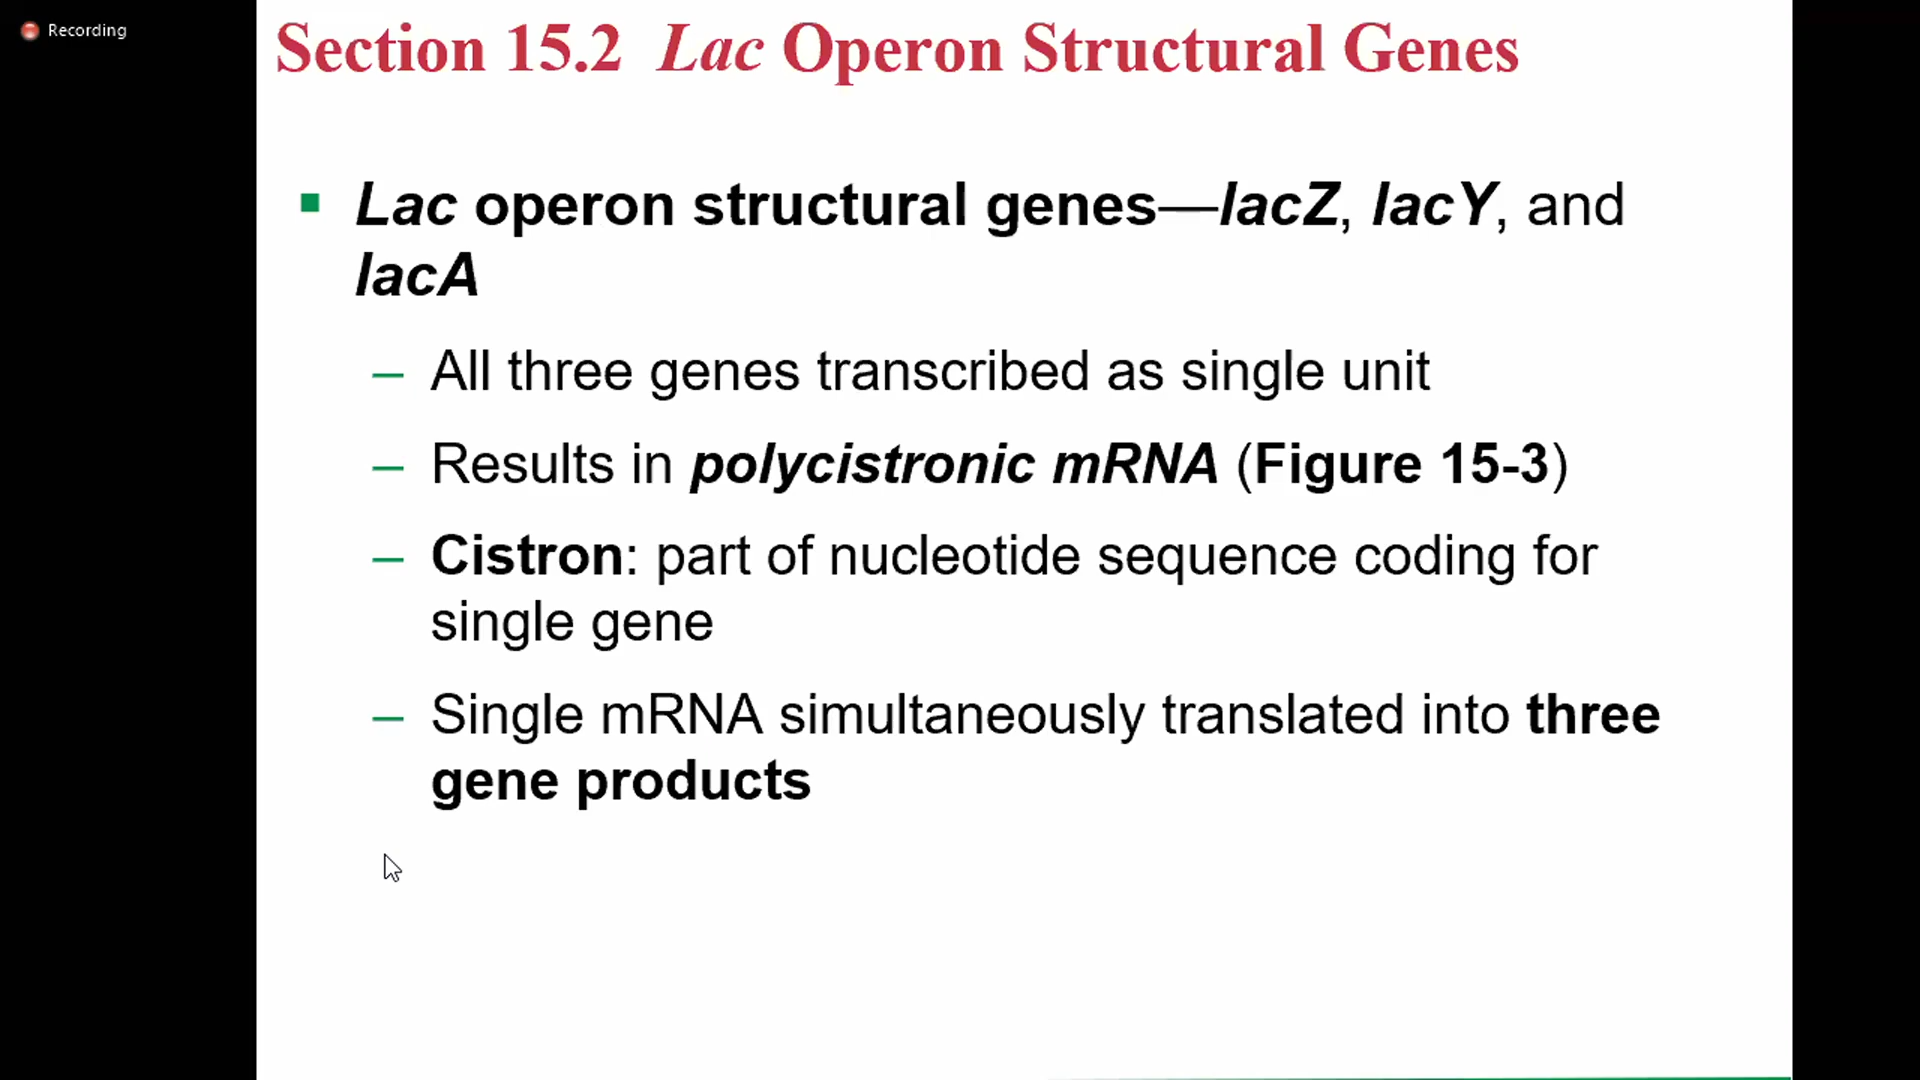 Recording
Section 15.2 Lac Operon Structural Genes
Lac operon structural genes—lacZ, lacY, and
lacA
– All three genes transcribed as single unit
– Results in polycistronic mRNA (Figure 15-3)
– Cistron: part of nucleotide sequence coding for
single gene
– Single mRNA simultaneously translated into three
gene products